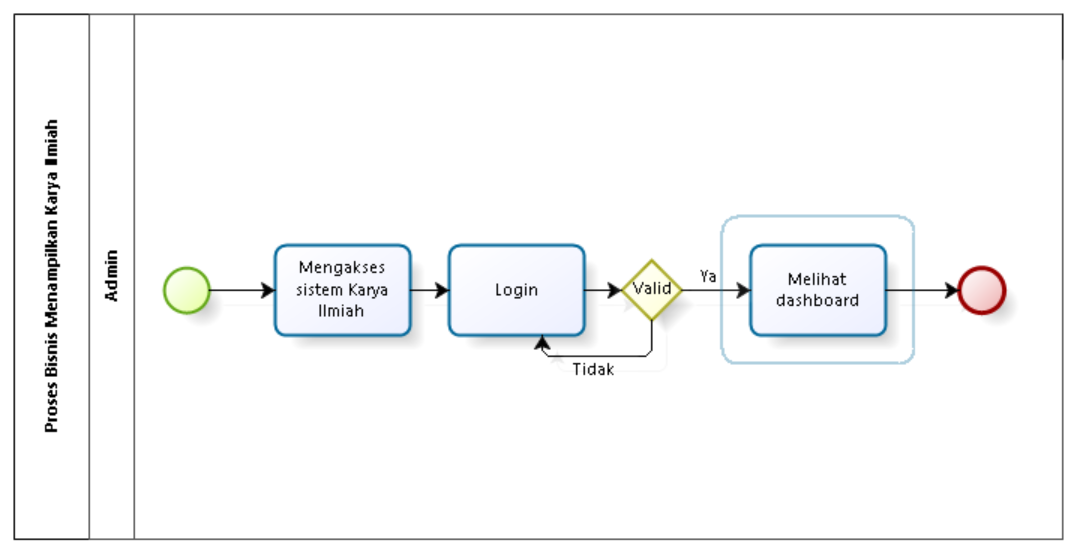 Proses Bisnis Menampilkan Karya Ilmiah
Admin
Mengakses
sistem Karya
Ilmiah
Login
Valid
Ya
Tidak
Melihat
dashboard